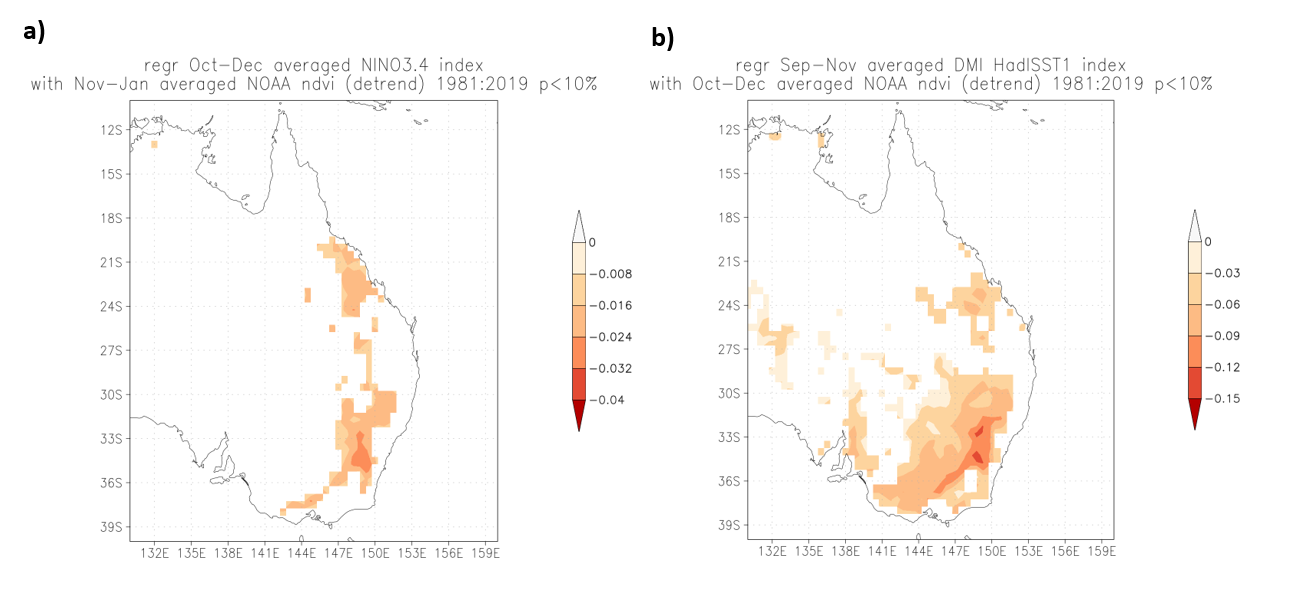 a)
regr Oct-Dec averaged NINO3.4 index
with Nov-Jan averaged NOAA ndvi (detrend) 1981:2019 p<10%
12S
15S
18S
21S
24S
27S
30S
33S
36S
39S
132E 135E 138E 141E 144E 147E 150E 153E 156E 159E
0
-0.008
-0.016
-0.024
-0.032
-0.04
b)
regr Sep-Nov averaged DMI HadISST1 index
with Oct-Dec averaged NOAA ndvi (detrend) 1981:2019 p<10%
12S
15S
18S
21S
24S
27S
30S
33S
36S
39S
132E 135E 138E 141E 144E 147E 150E 153E 156E 159E
0
-0.03
-0.06
-0.09
-0.12
-0.15